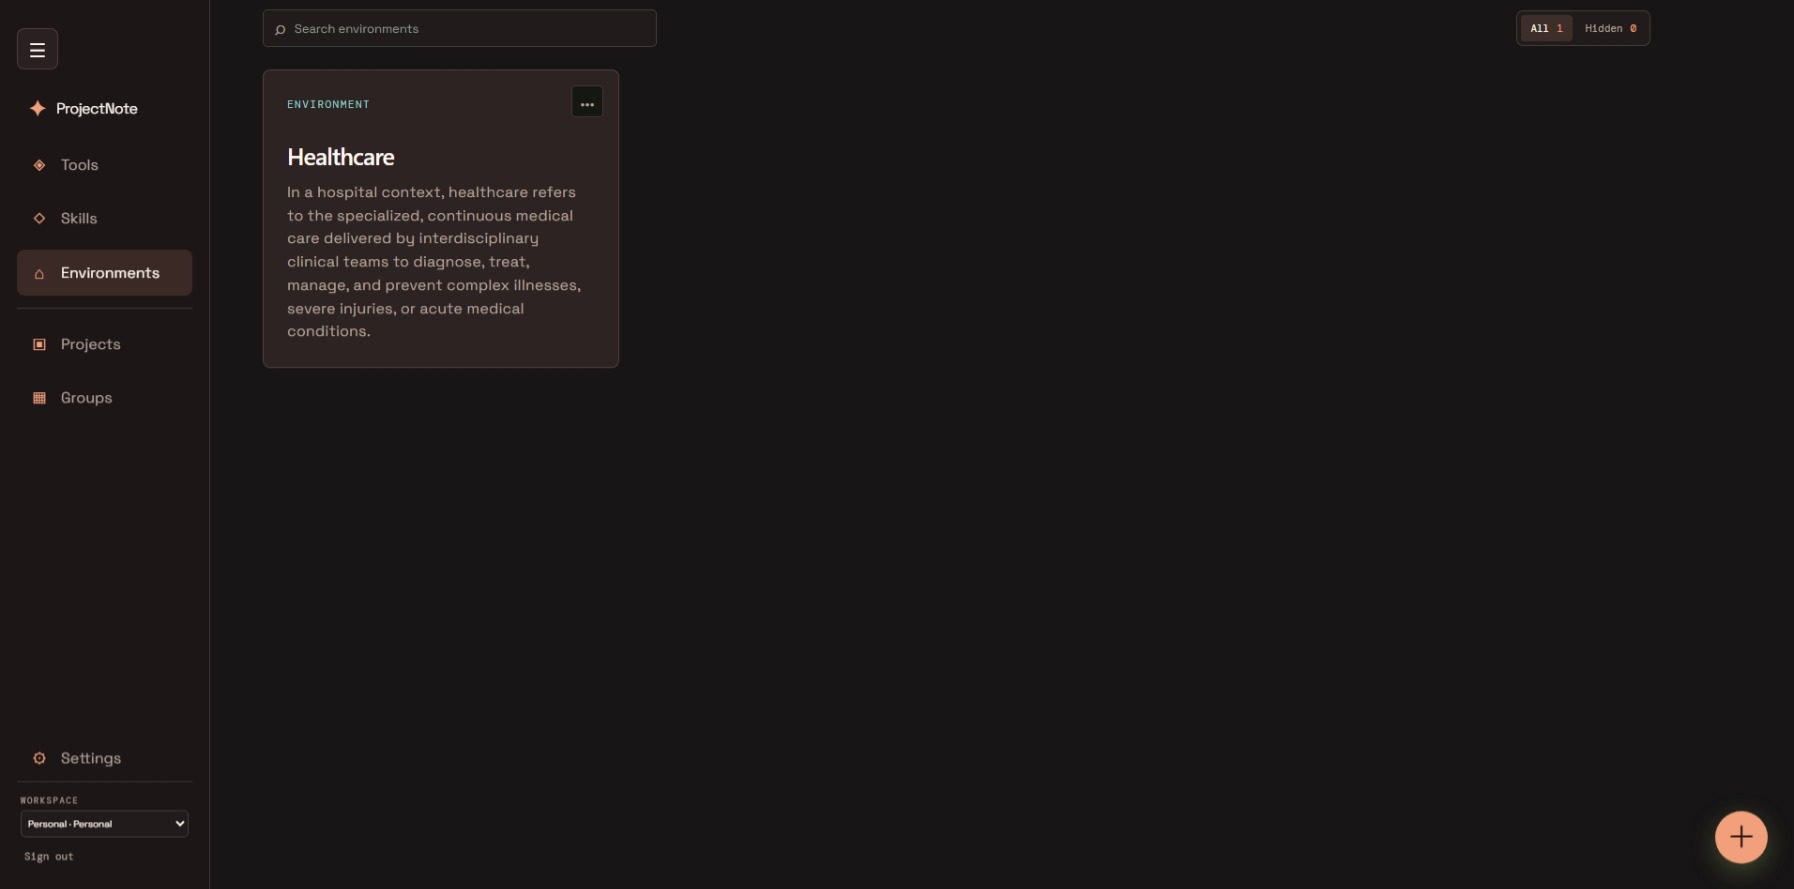 ProjectNote
Tools
Skills
Environments
Projects
Groups
Settings
WORKSPACE
Personal - Personal
Sign out
Search environments
All 1
Hidden 0
ENVIRONMENT
...
Healthcare
In a hospital context, healthcare refers
to the specialized, continuous medical
care delivered by interdisciplinary
clinical teams to diagnose, treat,
manage, and prevent complex illnesses,
severe injuries, or acute medical
conditions.